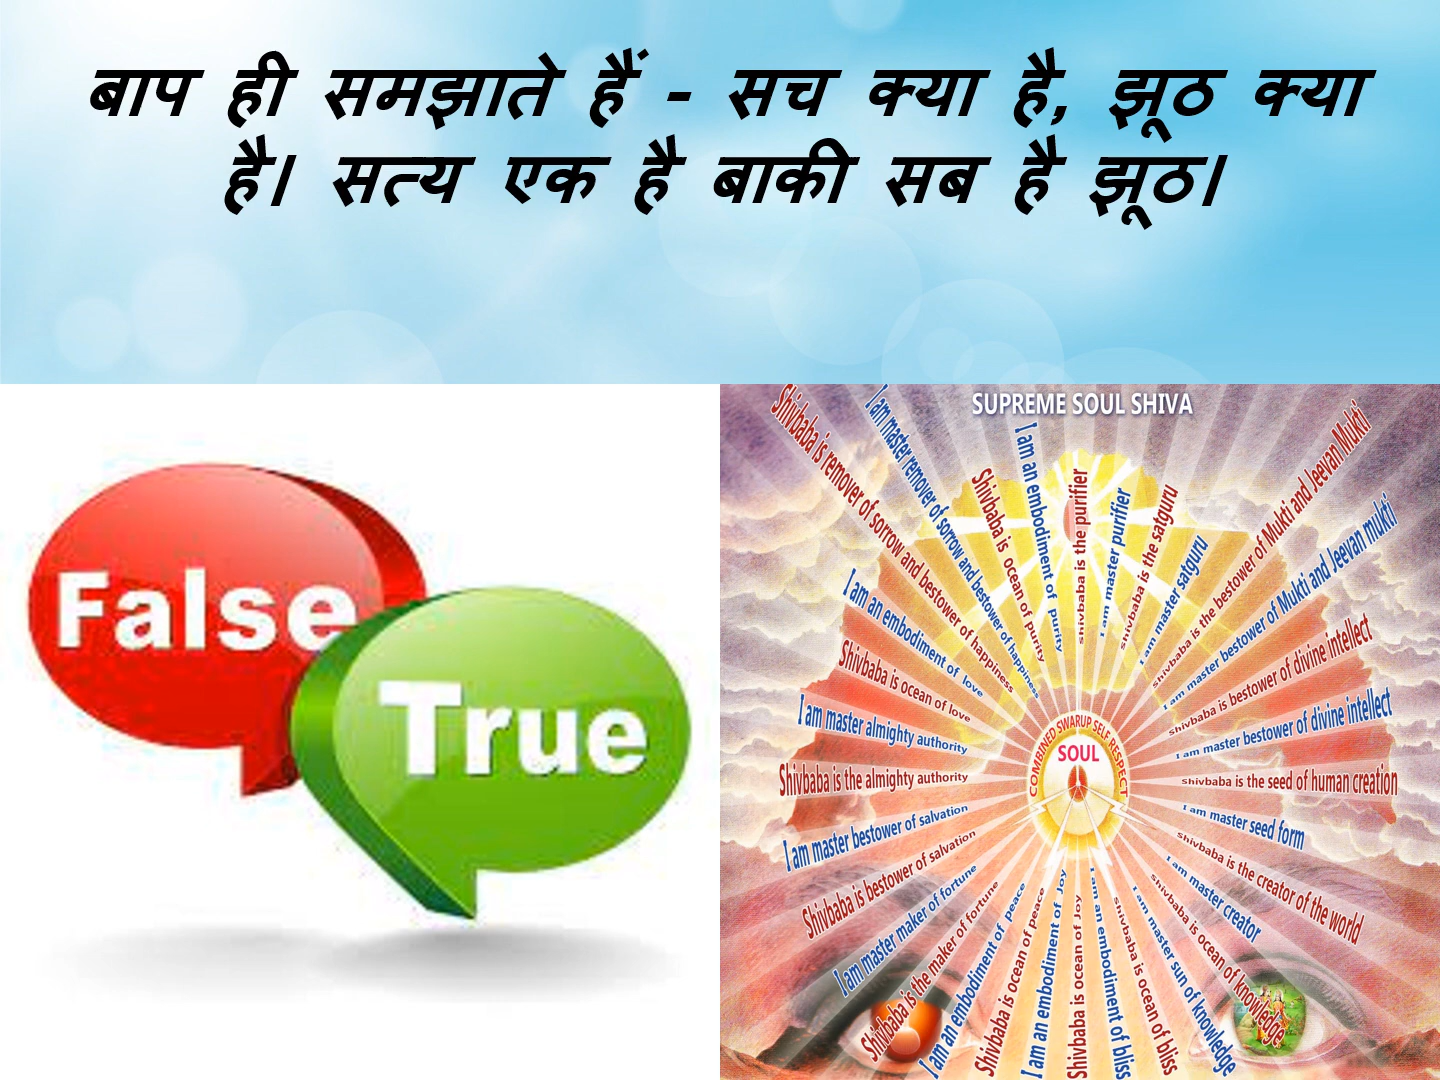 बाप ही समझाते हैं - सच क्या है, झूठ क्या
है। सत्य एक है बाकी सब है झूठ।
False
True
SUPREME SOUL SHIVA
Shivbaba is remover of sorrow and bestower of happiness
I am master remover of sorrow and bestower of happiness
Shivbaba is ocean of purity
I am an embodiment of purity
Shivbaba is the purifier
I am master purifier
Shivbaba is the satguru
I am master satguru
Shivbaba is the bestower of Mukti and Jeevan Mukti
I am master bestower of Mukti and Jeevan mukti
Shivbaba is bestower of divine intellect
I am master bestower of divine intellect
Shivbaba is the seed of human creation
I am master seed form
Shivbaba is the creator of the world
I am master creator
Shivbaba is ocean of knowledge
I am master sun of knowledge
Shivbaba is ocean of bliss
I am an embodiment of bliss
Shivbaba is ocean of Joy
I am an embodiment of Joy
Shivbaba is ocean of peace
I am an embodiment of peace
Shivbaba is the maker of fortune
I am master maker of fortune
Shivbaba is bestower of salvation
I am master bestower of salvation
Shivbaba is the almighty authority
I am master almighty authority
Shivbaba is ocean of love
I am an embodiment of love
COMBINED SWARUP SELF RESPECT
SOUL